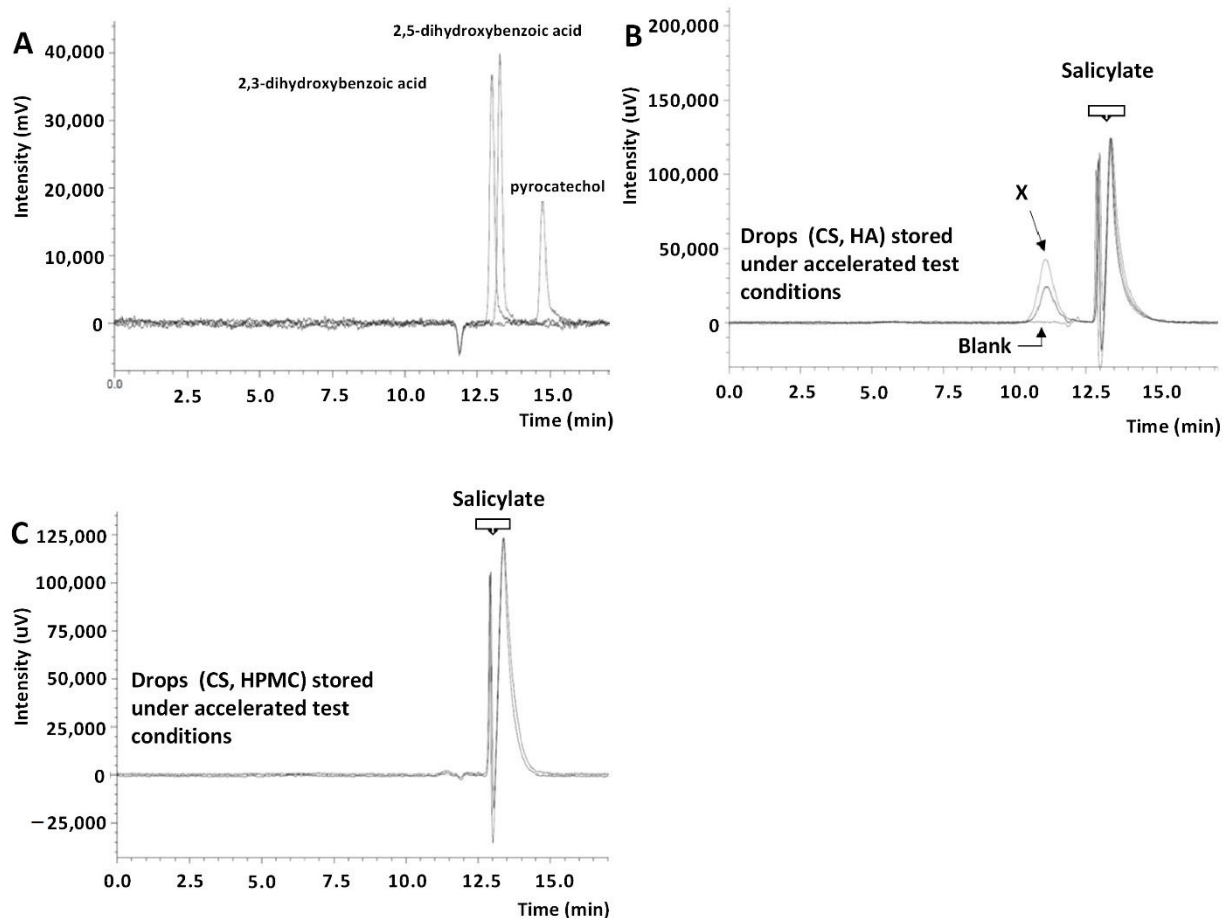 A
2,5-dihydroxybenzoic acid
2,3-dihydroxybenzoic acid
pyrocatechol
Intensity (mV)
40,000
30,000
20,000
10,000
0
0.0
2.5
5.0
7.5
10.0
12.5
15.0
Time (min)
B
Salicylate
X
Drops (CS, HA) stored
under accelerated test
conditions
Blank
Intensity (uV)
200,000
150,000
100,000
50,000
0
0.0
2.5
5.0
7.5
10.0
12.5
15.0
Time (min)
C
Salicylate
Drops (CS, HPMC) stored
under accelerated test
conditions
Intensity (uV)
125,000
100,000
75,000
50,000
25,000
0
−25,000
0.0
2.5
5.0
7.5
10.0
12.5
15.0
Time (min)